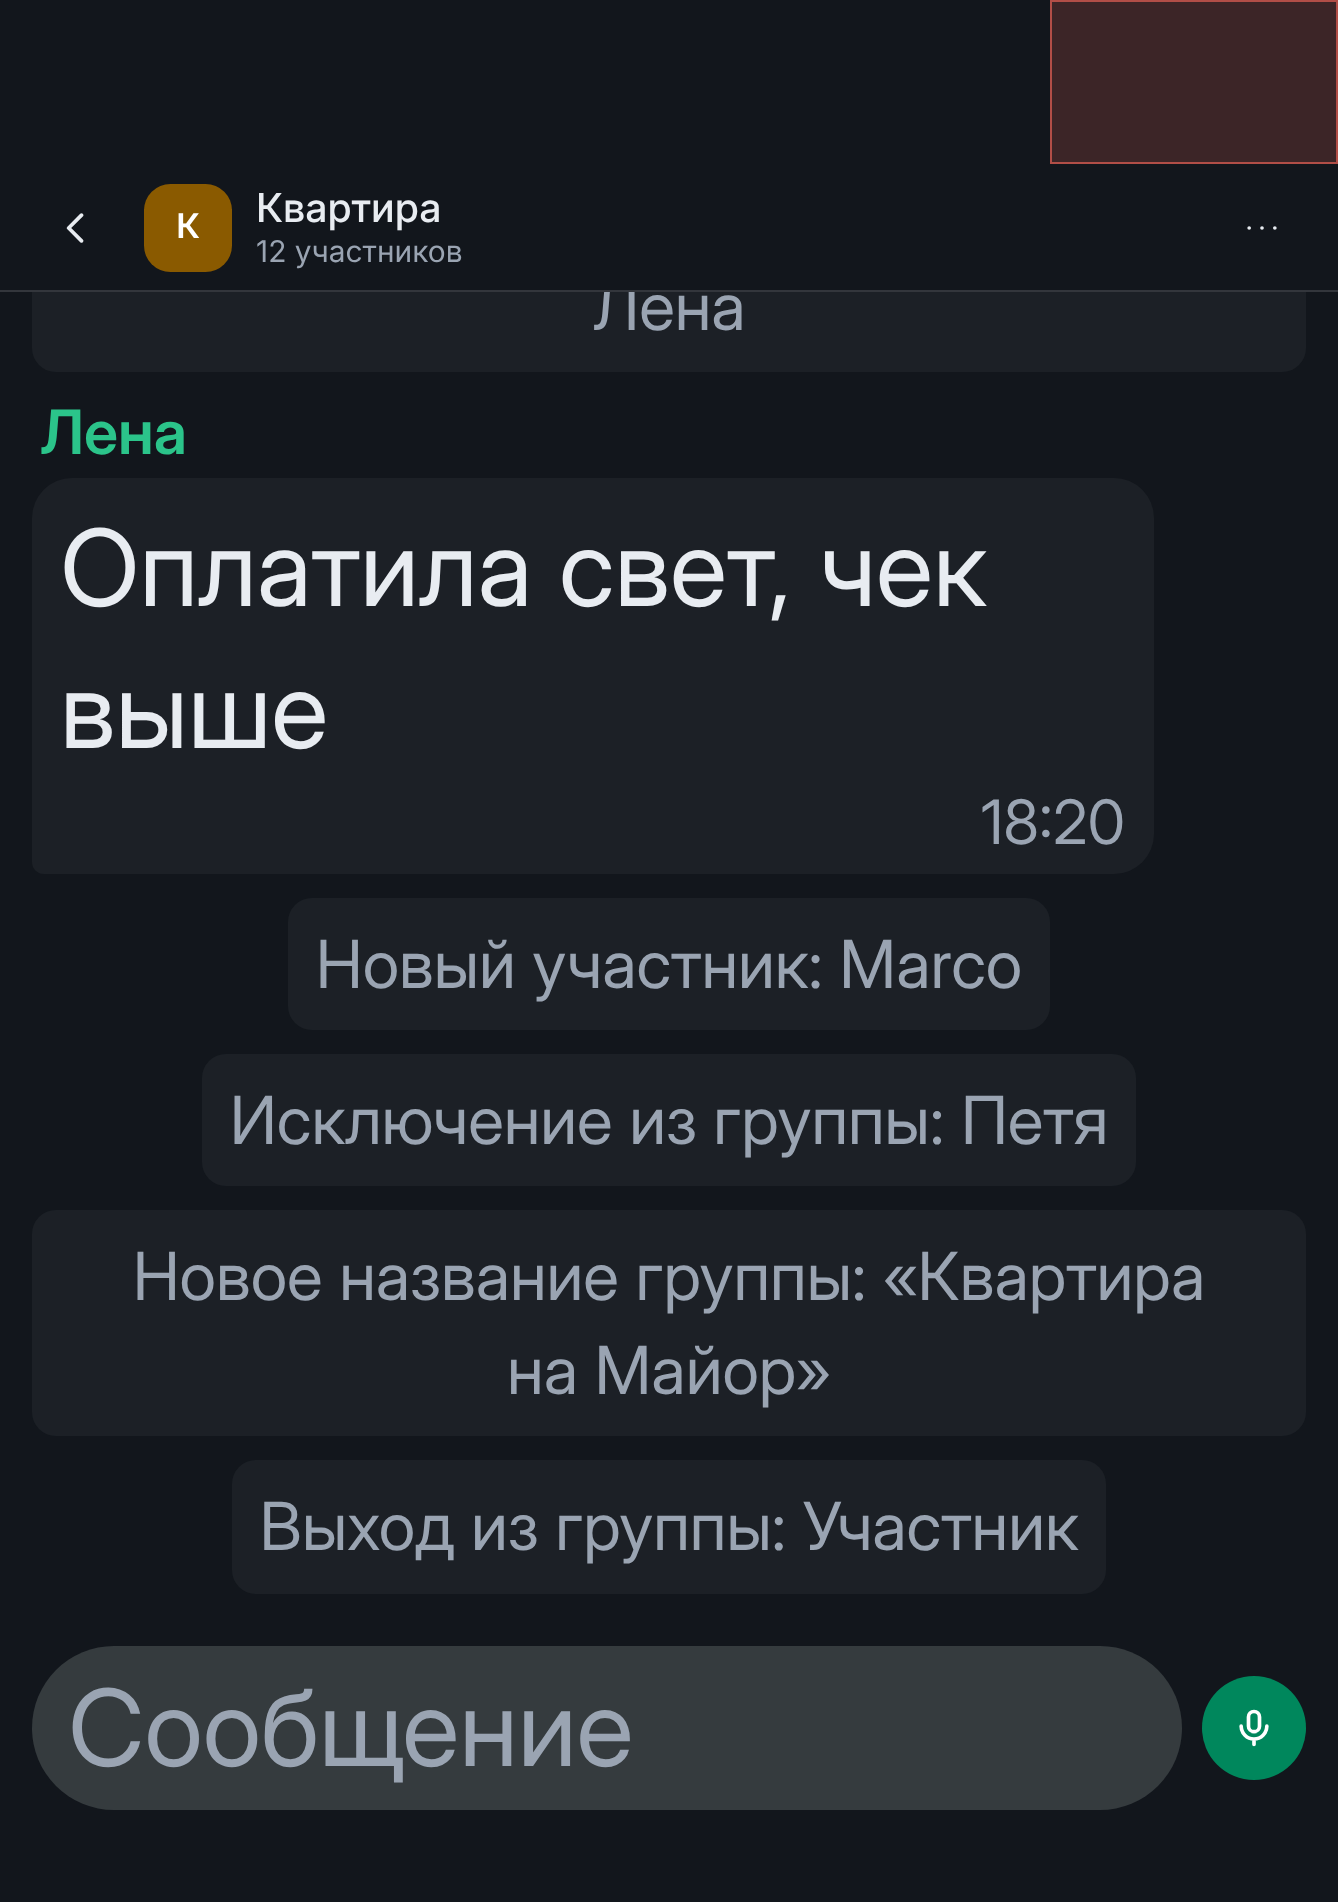 К
Квартира
12 участников
Лена
Лена
Оплатила свет, чек
выше
18:20
Новый участник: Marco
Исключение из группы: Петя
Новое название группы: «Квартира
на Майор»
Выход из группы: Участник
Сообщение